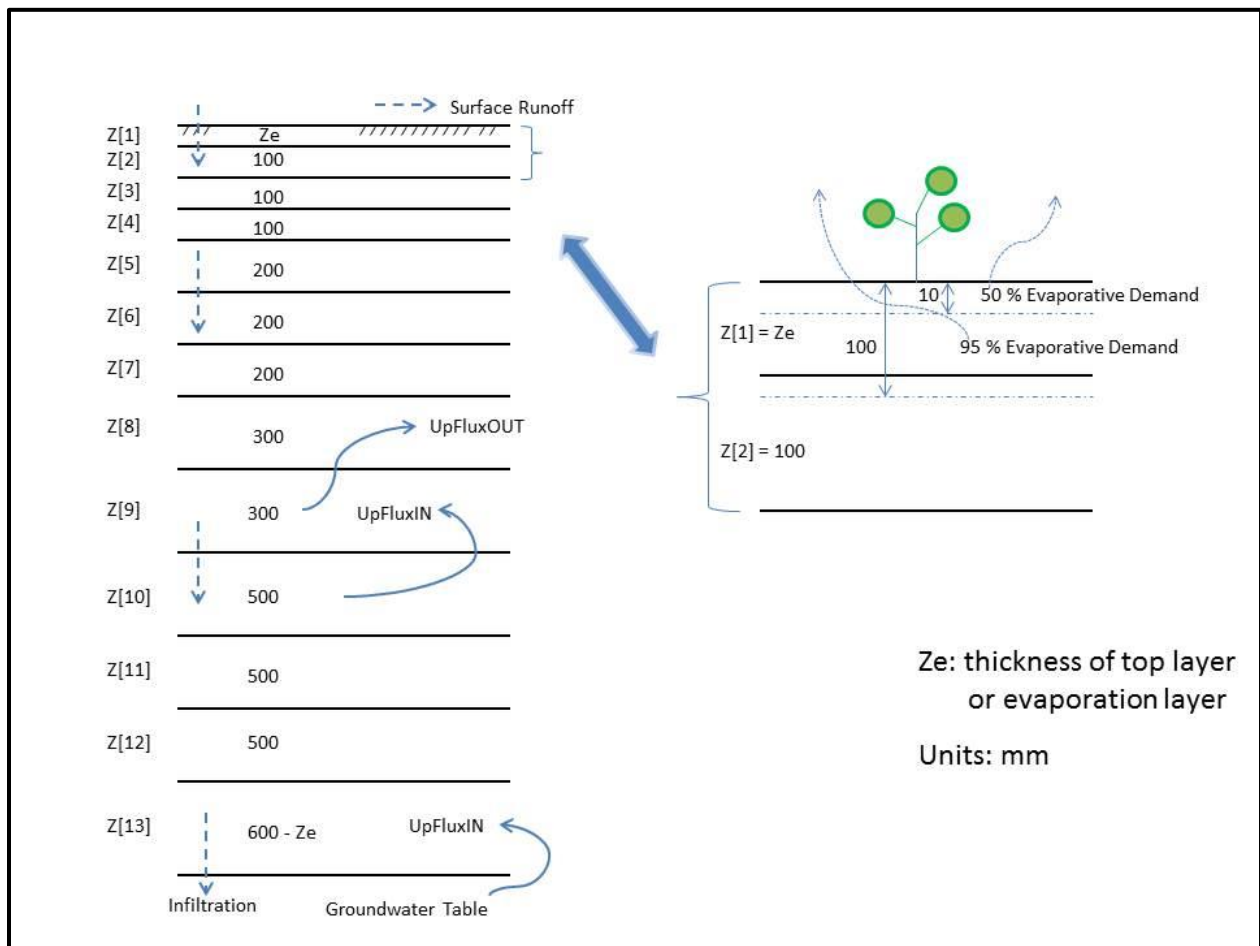 Surface Runoff
Z[1]
Ze
Z[2]
100
Z[3]
100
Z[4]
100
Z[5]
200
Z[6]
200
Z[7]
200
Z[8]
300
UpFluxOUT
Z[9]
300
UpFluxIN
Z[10]
500
Z[11]
500
Z[12]
500
Z[13]
600 - Ze
UpFluxIN
Infiltration
Groundwater Table
10
50 % Evaporative Demand
Z[1] = Ze
100
95 % Evaporative Demand
Z[2] = 100
Ze: thickness of top layer
or evaporation layer
Units: mm